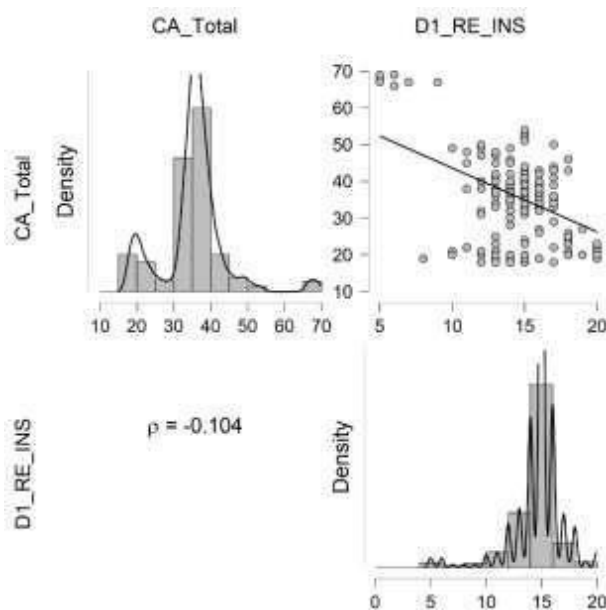 CA_Total D1_RE_INS
CA_Total
Density
10 20 30 40 50 60 70
70
60
50
40
30
20
10
5 10 15 20
D1_RE_INS
ρ = -0.104
Density
0 5 10 15 20